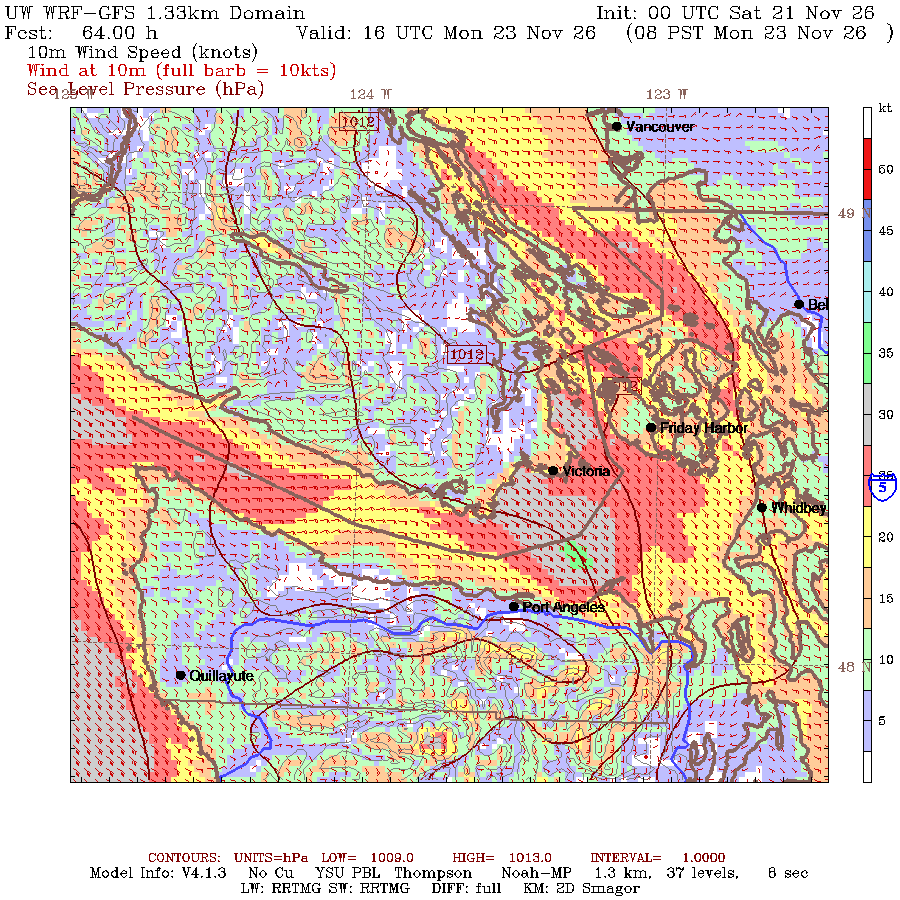 UW WRF-GFS 1.33km Domain Init: 00 UTC Sat 21 Nov 26
Fcst: 64.00 h Valid: 16 UTC Mon 23 Nov 26 (08 PST Mon 23 Nov 26 )
10m Wind Speed (knots)
Wind at 10m (full barb = 10kts)
Sea Level Pressure (hPa)
125 W 124 W 123 W
kt
1012
Vancouver
60
49 N
45
40
Bel
1012
35
1012
30
Friday Harbor
25
Victoria
5
Whidbey
20
15
Port Angeles
10
48 N
Quillayute
5
CONTOURS: UNITS=hPa LOW= 1009.0 HIGH= 1013.0 INTERVAL= 1.0000
Model Info: V4.1.3 No Cu YSU PBL Thompson Noah-MP 1.3 km, 37 levels, 8 sec
LW: RRTMG SW: RRTMG DIFF: full KM: 2D Smagor